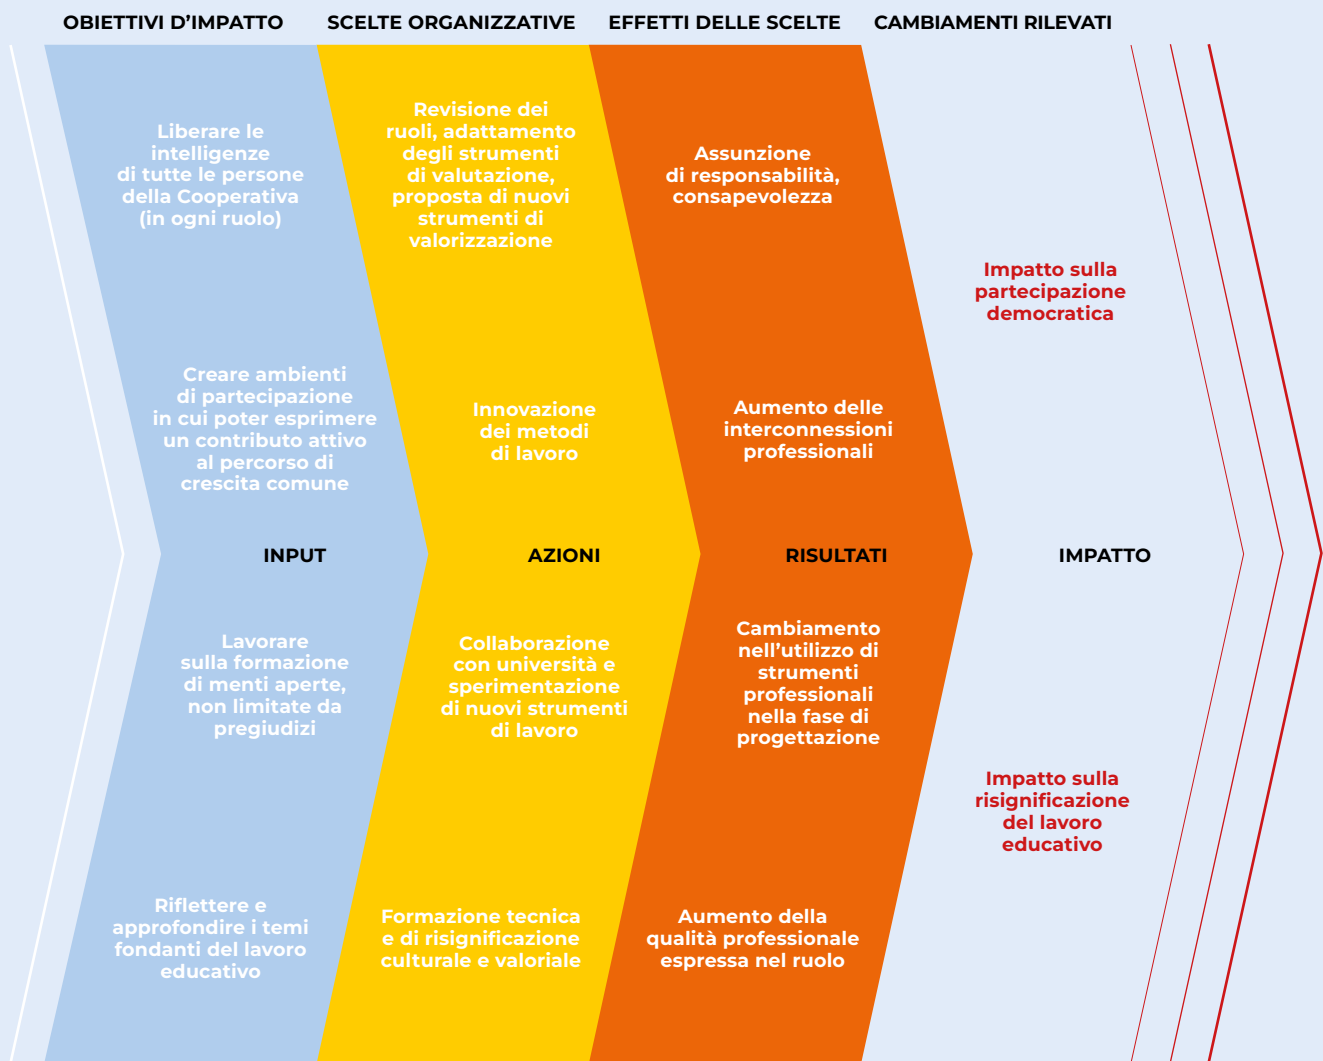 OBIETTIVI D’IMPATTO
SCELTE ORGANIZZATIVE
EFFETTI DELLE SCELTE
CAMBIAMENTI RILEVATI
Liberare le
intelligenze
di tutte le persone
della Cooperativa
(in ogni ruolo)
Revisione dei
ruoli, adattamento
degli strumenti
di valutazione,
proposta di nuovi
strumenti di
valorizzazione
Assunzione
di responsabilità,
consapevolezza
Impatto sulla
partecipazione
democratica
Creare ambienti
di partecipazione
in cui poter esprimere
un contributo attivo
al percorso di
crescita comune
Innovazione
dei metodi
di lavoro
Aumento delle
interconnessioni
professionali
INPUT
AZIONI
RISULTATI
IMPATTO
Lavorare
sulla formazione
di menti aperte,
non limitate da
pregiudizi
Collaborazione
con università e
sperimentazione
di nuovi strumenti
di lavoro
Cambiamento
nell’utilizzo di
strumenti
professionali
nella fase di
progettazione
Impatto sulla
risignificazione
del lavoro
educativo
Riflettere e
approfondire i temi
fondanti del lavoro
educativo
Formazione tecnica
e di risignificazione
culturale e valoriale
Aumento della
qualità professionale
espressa nel ruolo